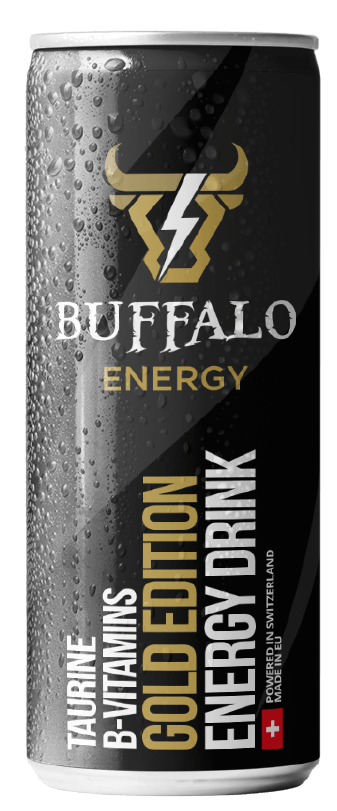 BUFFALO
ENERGY
TAURINE
B-VITAMINS
GOLD EDITION
ENERGY DRINK
POWERED IN SWITZERLAND
MADE IN EU